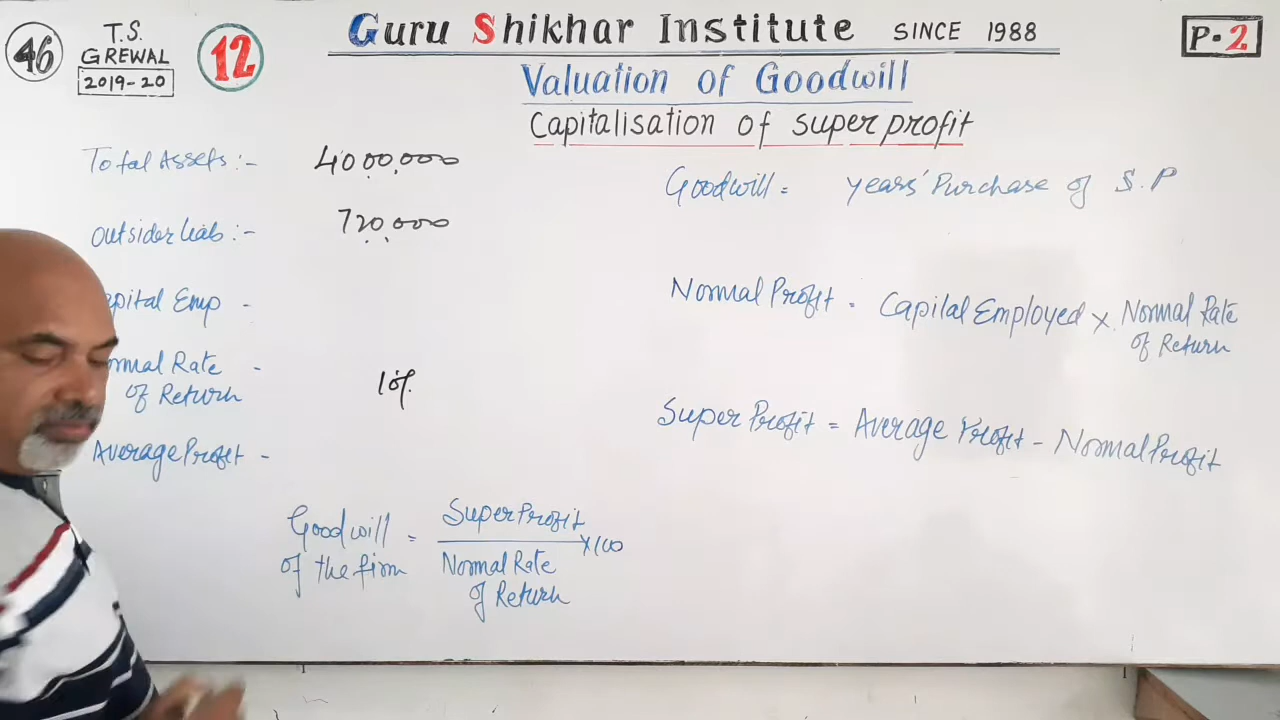 46
T.S.
GREWAL
2019-20
12
Guru Shikhar Institute SINCE 1988
P.2
Valuation of Goodwill
Capitalisation of super profit
Total Assets :- 4000,000
Outsider Liab :- 720,000
pital Emp -
rmal Rate -
of Return
10%
Average Profit -
Goodwill = Super Profit
of the firm Normal Rate
of Return
×100
Goodwill = years' Purchase of S.P
Normal Profit = Capital Employed × Normal Rate
of Return
Super Profit = Average Profit - Normal Profit